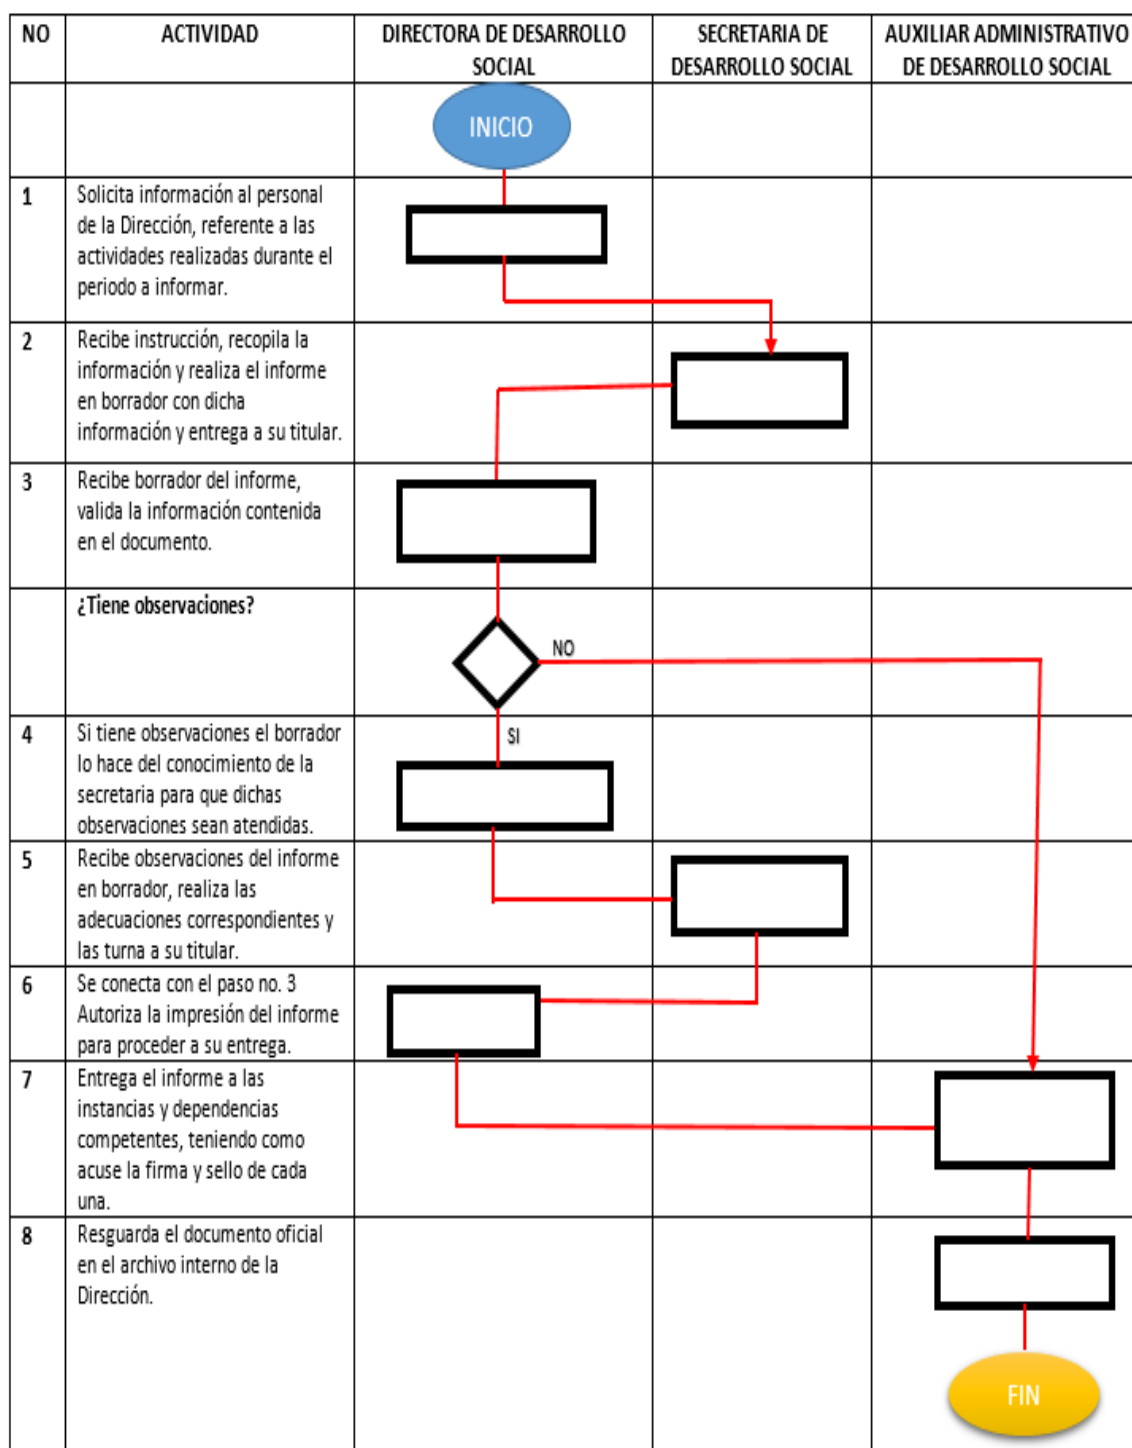 NO
ACTIVIDAD
DIRECTORA DE DESARROLLO
SOCIAL
SECRETARIA DE
DESARROLLO SOCIAL
AUXILIAR ADMINISTRATIVO
DE DESARROLLO SOCIAL
INICIO
1
Solicita información al personal
de la Dirección, referente a las
actividades realizadas durante el
periodo a informar.
2
Recibe instrucción, recopila la
información y realiza el informe
en borrador con dicha
información y entrega a su titular.
3
Recibe borrador del informe,
valida la información contenida
en el documento.
¿Tiene observaciones?
NO
4
Si tiene observaciones el borrador
lo hace del conocimiento de la
secretaria para que dichas
observaciones sean atendidas.
SI
5
Recibe observaciones del informe
en borrador, realiza las
adecuaciones correspondientes y
las turna a su titular.
6
Se conecta con el paso no. 3
Autoriza la impresión del informe
para proceder a su entrega.
7
Entrega el informe a las
instancias y dependencias
competentes, teniendo como
acuse la firma y sello de cada
una.
8
Resguarda el documento oficial
en el archivo interno de la
Dirección.
FIN